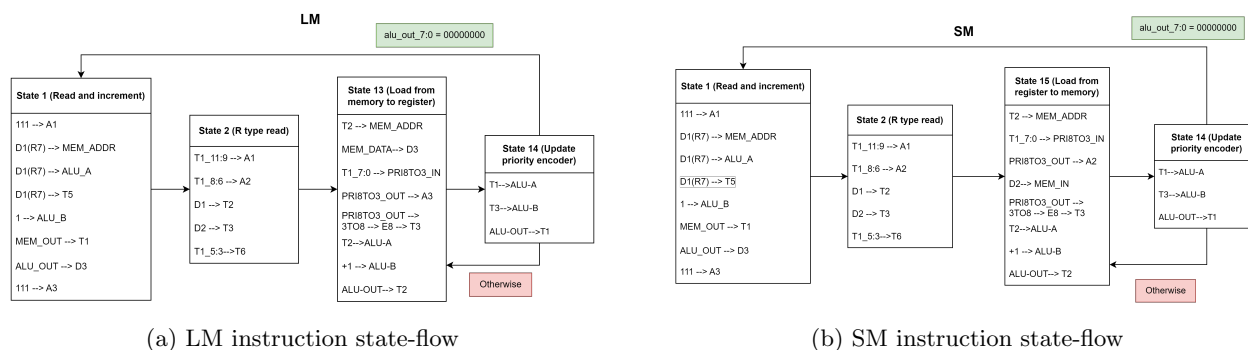 LM
alu_out_7:0 = 00000000
State 1 (Read and increment)
111 --> A1
D1(R7) --> MEM_ADDR
D1(R7) --> ALU_A
D1(R7) --> T5
1 --> ALU_B
MEM_OUT --> T1
ALU_OUT --> D3
111 --> A3
State 2 (R type read)
T1_11:9 --> A1
T1_8:6 --> A2
D1 --> T2
D2 --> T3
T1_5:3-->T6
State 13 (Load from
memory to register)
T2 --> MEM_ADDR
MEM_DATA--> D3
T1_7:0 --> PRI8TO3_IN
PRI8TO3_OUT --> A3
PRI8TO3_OUT -->
3TO8 --> E8 --> T3
T2-->ALU-A
+1 --> ALU-B
ALU-OUT--> T2
State 14 (Update
priority encoder)
T1-->ALU-A
T3-->ALU-B
ALU-OUT-->T1
Otherwise
(a) LM instruction state-flow
SM
alu_out_7:0 = 00000000
State 1 (Read and increment)
111 --> A1
D1(R7) --> MEM_ADDR
D1(R7) --> ALU_A
D1(R7) --> T5
1 --> ALU_B
MEM_OUT --> T1
ALU_OUT --> D3
111 --> A3
State 2 (R type read)
T1_11:9 --> A1
T1_8:6 --> A2
D1 --> T2
D2 --> T3
T1_5:3-->T6
State 15 (Load from
register to memory)
T2 --> MEM_ADDR
T1_7:0 --> PRI8TO3_IN
PRI8TO3_OUT --> A2
D2--> MEM_IN
PRI8TO3_OUT -->
3TO8 --> E8 --> T3
T2-->ALU-A
+1 --> ALU-B
ALU-OUT--> T2
State 14 (Update
priority encoder)
T1-->ALU-A
T3-->ALU-B
ALU-OUT-->T1
Otherwise
(b) SM instruction state-flow